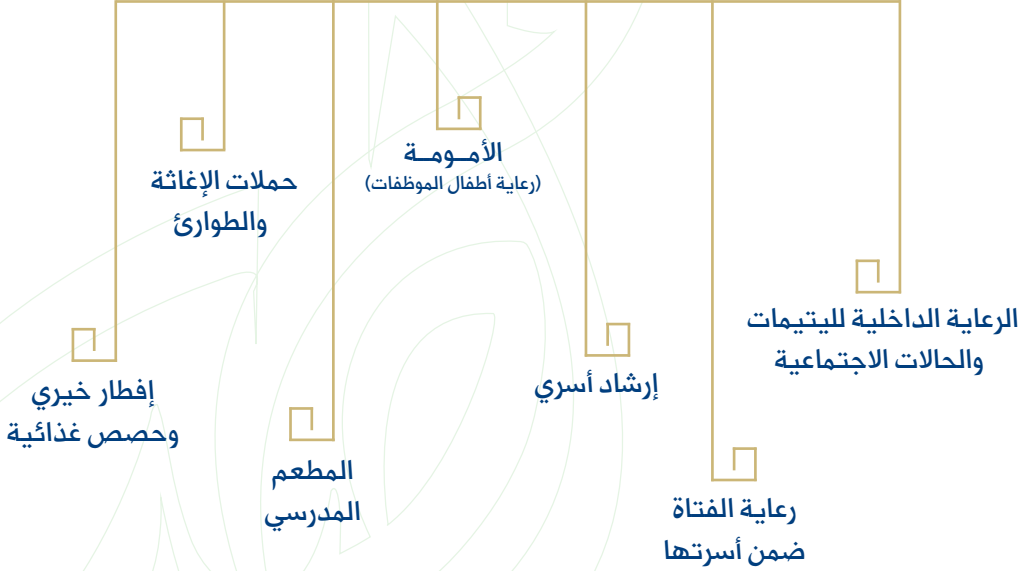 الرعاية الداخلية لليتيمات
والحالات الاجتماعية
رعاية الفتاة
ضمن أسرتها
إرشاد أسري
الأمـومـة
(رعاية أطفال الموظفات)
المطعم
المدرسي
حملات الإغاثة
والطوارئ
إفطار خيري
وحصص غذائية